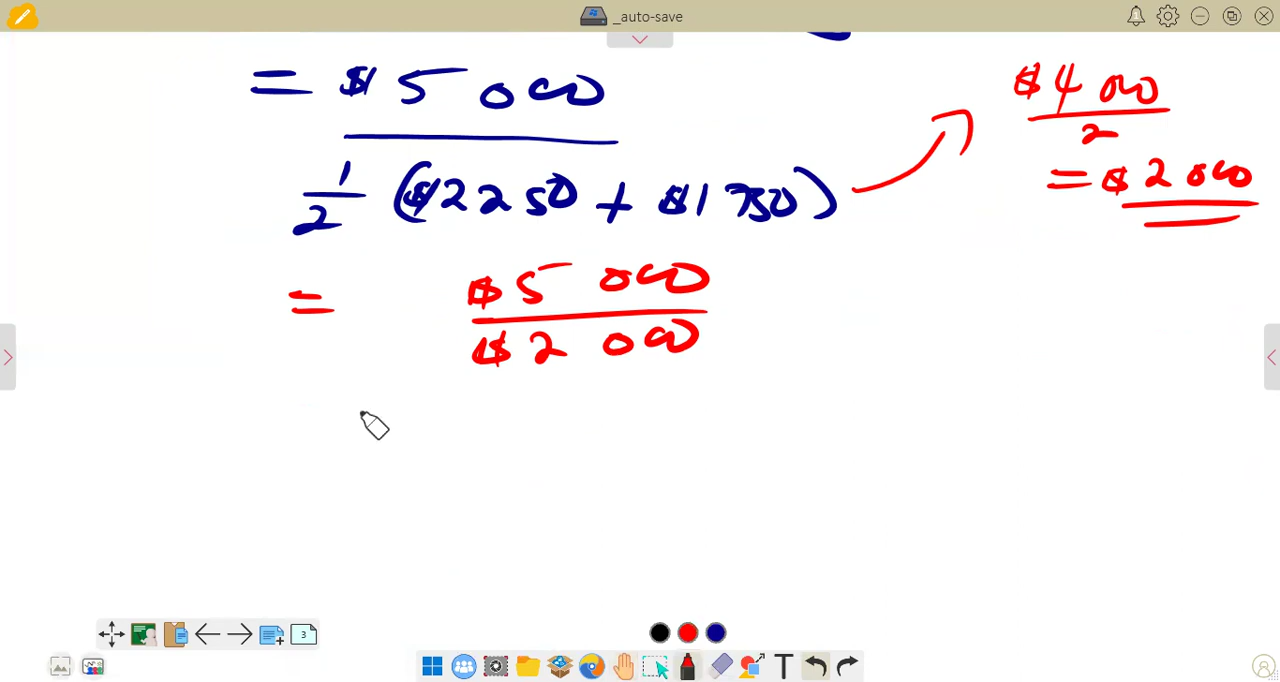 _auto-save
= $5 000
1/2 ($2250 + $1750)
$4 000
2
= $2 000
= $5 000
$2 000
3
T